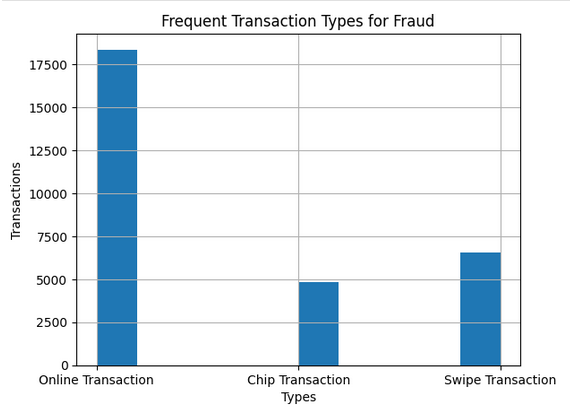 Frequent Transaction Types for Fraud
17500
15000
12500
10000
7500
5000
2500
0
Transactions
Online Transaction
Chip Transaction
Swipe Transaction
Types